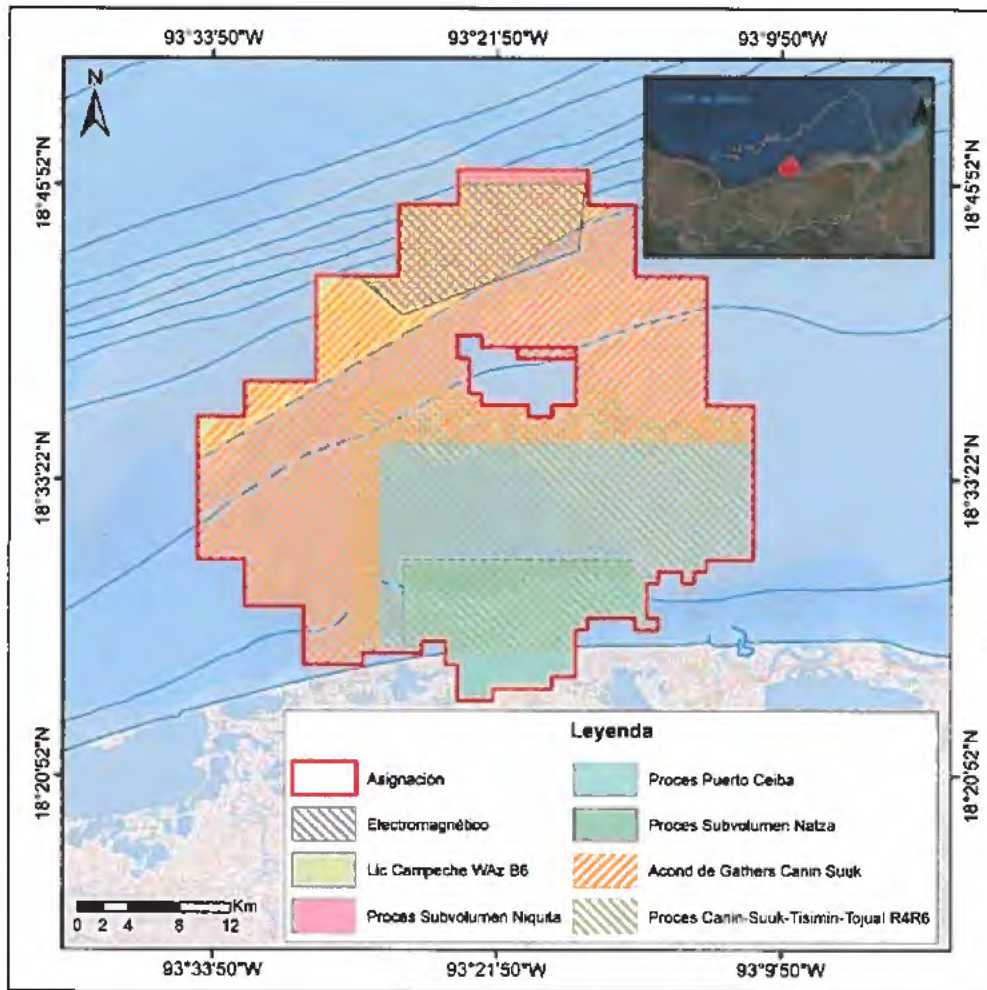 93°33'50"W 93°21'50"W 93°9'50"W
N
18°45'52"N 18°45'52"N
18°33'22"N 18°33'22"N
18°20'52"N 18°20'52"N
Leyenda
Asignación
Electromagnético
Lic Campeche WAz B6
Proces Subvolumen Niquita
Proces Puerto Ceiba
Proces Subvolumen Natza
Acond de Gathers Canin Suuk
Proces Canin-Suuk-Tisimin-Tojual R4R6
Km
0 2 4 8 12
93°33'50"W 93°21'50"W 93°9'50"W